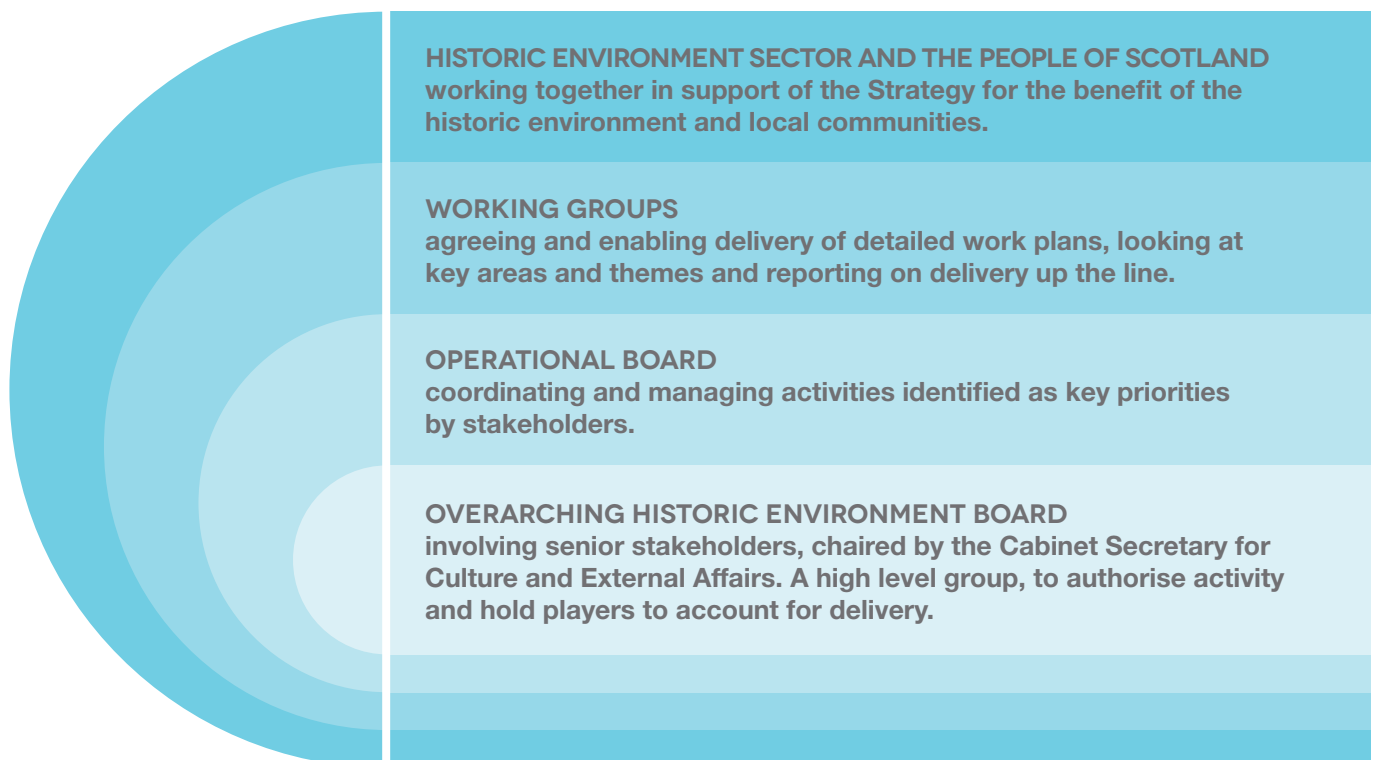 HISTORIC ENVIRONMENT SECTOR AND THE PEOPLE OF SCOTLAND
working together in support of the Strategy for the benefit of the
historic environment and local communities.
WORKING GROUPS
agreeing and enabling delivery of detailed work plans, looking at
key areas and themes and reporting on delivery up the line.
OPERATIONAL BOARD
coordinating and managing activities identified as key priorities
by stakeholders.
OVERARCHING HISTORIC ENVIRONMENT BOARD
involving senior stakeholders, chaired by the Cabinet Secretary for
Culture and External Affairs. A high level group, to authorise activity
and hold players to account for delivery.